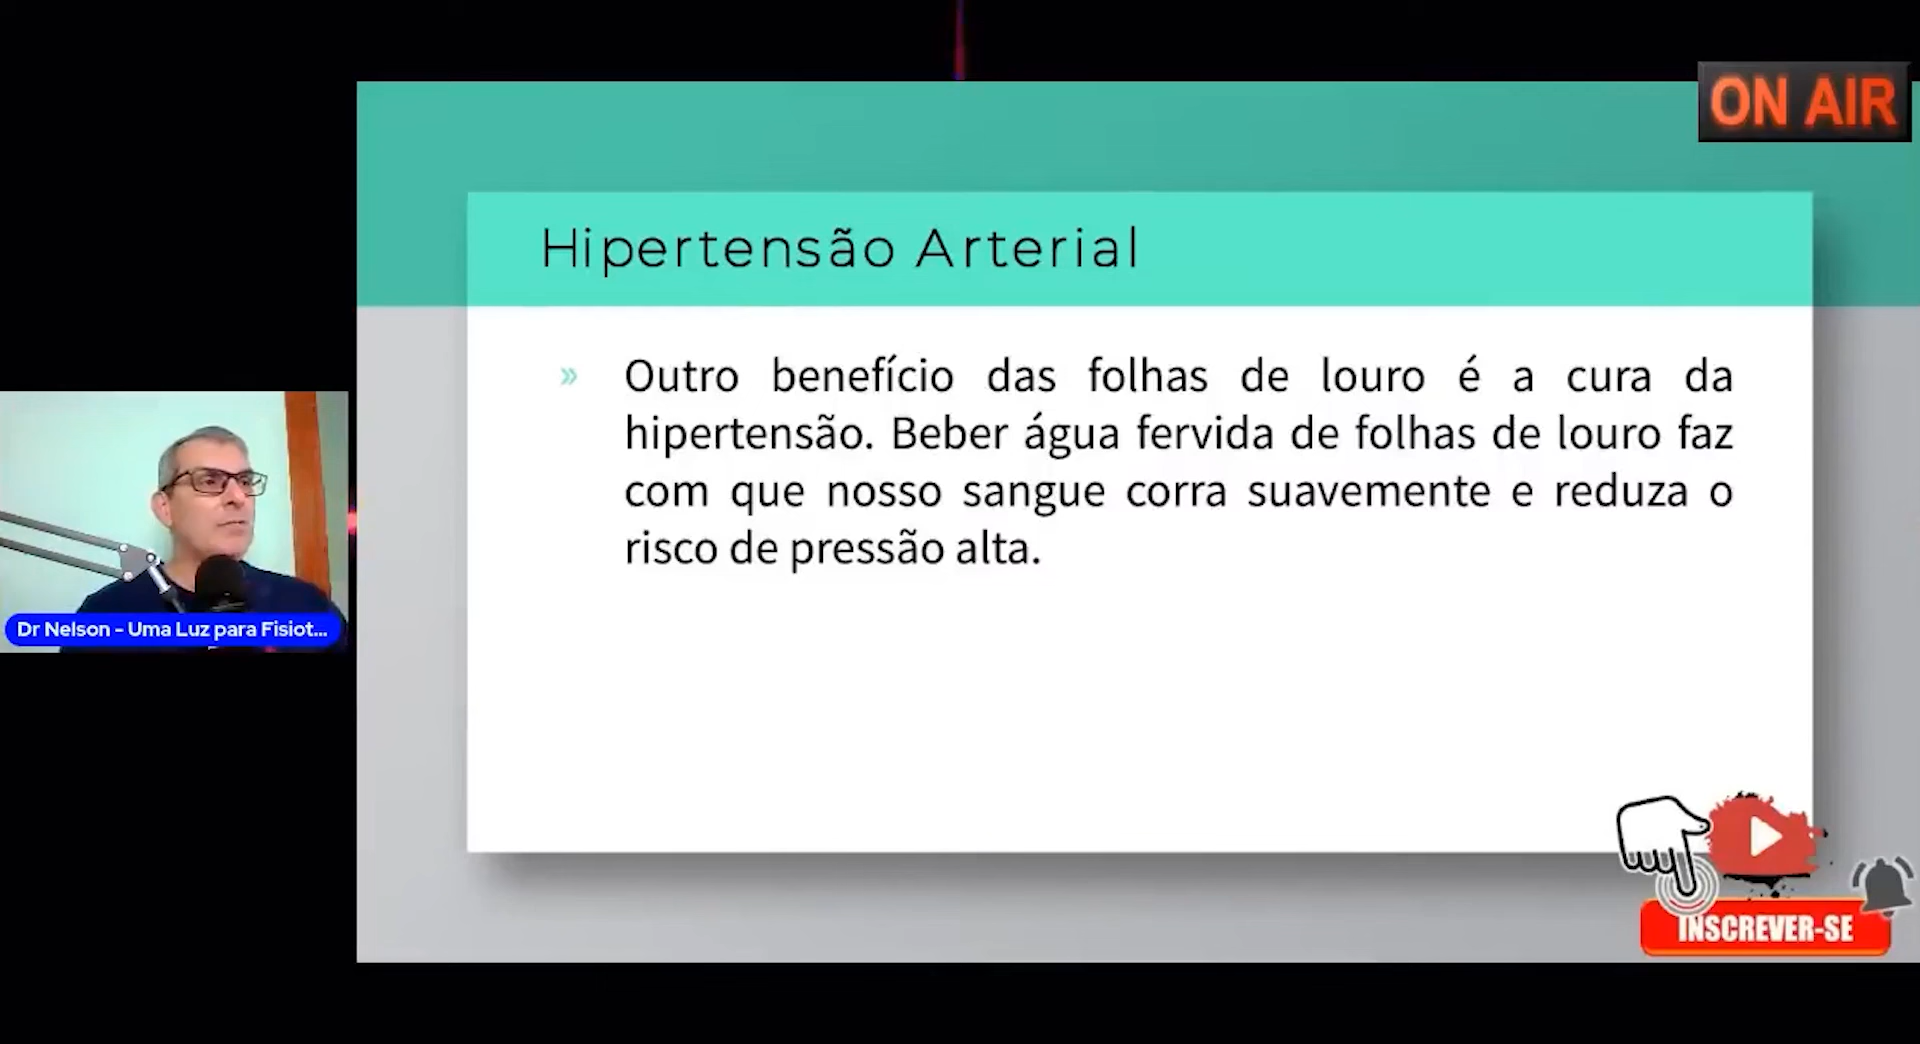 ON AIR
Hipertensão Arterial
» Outro benefício das folhas de louro é a cura da
hipertensão. Beber água fervida de folhas de louro faz
com que nosso sangue corra suavemente e reduza o
risco de pressão alta.
Dr Nelson - Uma Luz para Fisiot...
INSCREVER-SE